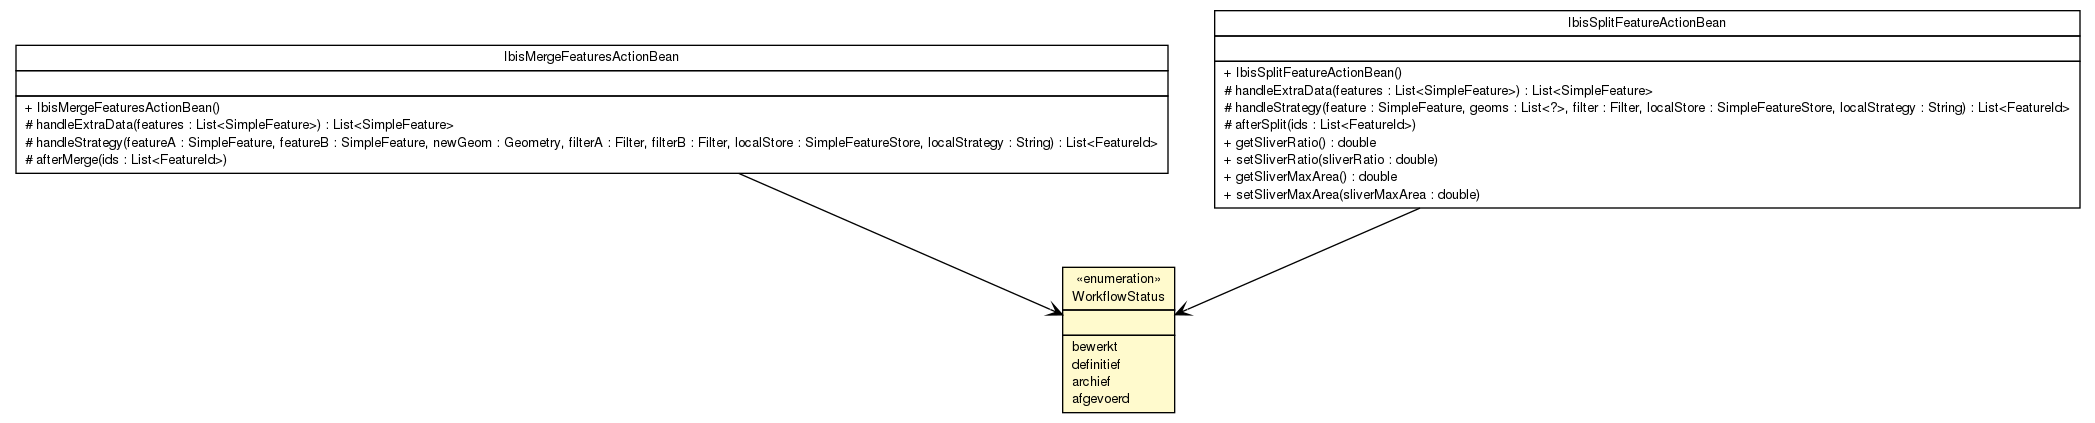 IbisMergeFeaturesActionBean
+ IbisMergeFeaturesActionBean()
# handleExtraData(features : List<SimpleFeature>) : List<SimpleFeature>
# handleStrategy(featureA : SimpleFeature, featureB : SimpleFeature, newGeom : Geometry, filterA : Filter, filterB : Filter, localStore : SimpleFeatureStore, localStrategy : String) : List<FeatureId>
# afterMerge(ids : List<FeatureId>)
IbisSplitFeatureActionBean
+ IbisSplitFeatureActionBean()
# handleExtraData(features : List<SimpleFeature>) : List<SimpleFeature>
# handleStrategy(feature : SimpleFeature, geoms : List<?>, filter : Filter, localStore : SimpleFeatureStore, localStrategy : String) : List<FeatureId>
# afterSplit(ids : List<FeatureId>)
+ getSliverRatio() : double
+ setSliverRatio(sliverRatio : double)
+ getSliverMaxArea() : double
+ setSliverMaxArea(sliverMaxArea : double)
«enumeration»
WorkflowStatus
bewerkt
definitief
archief
afgevoerd